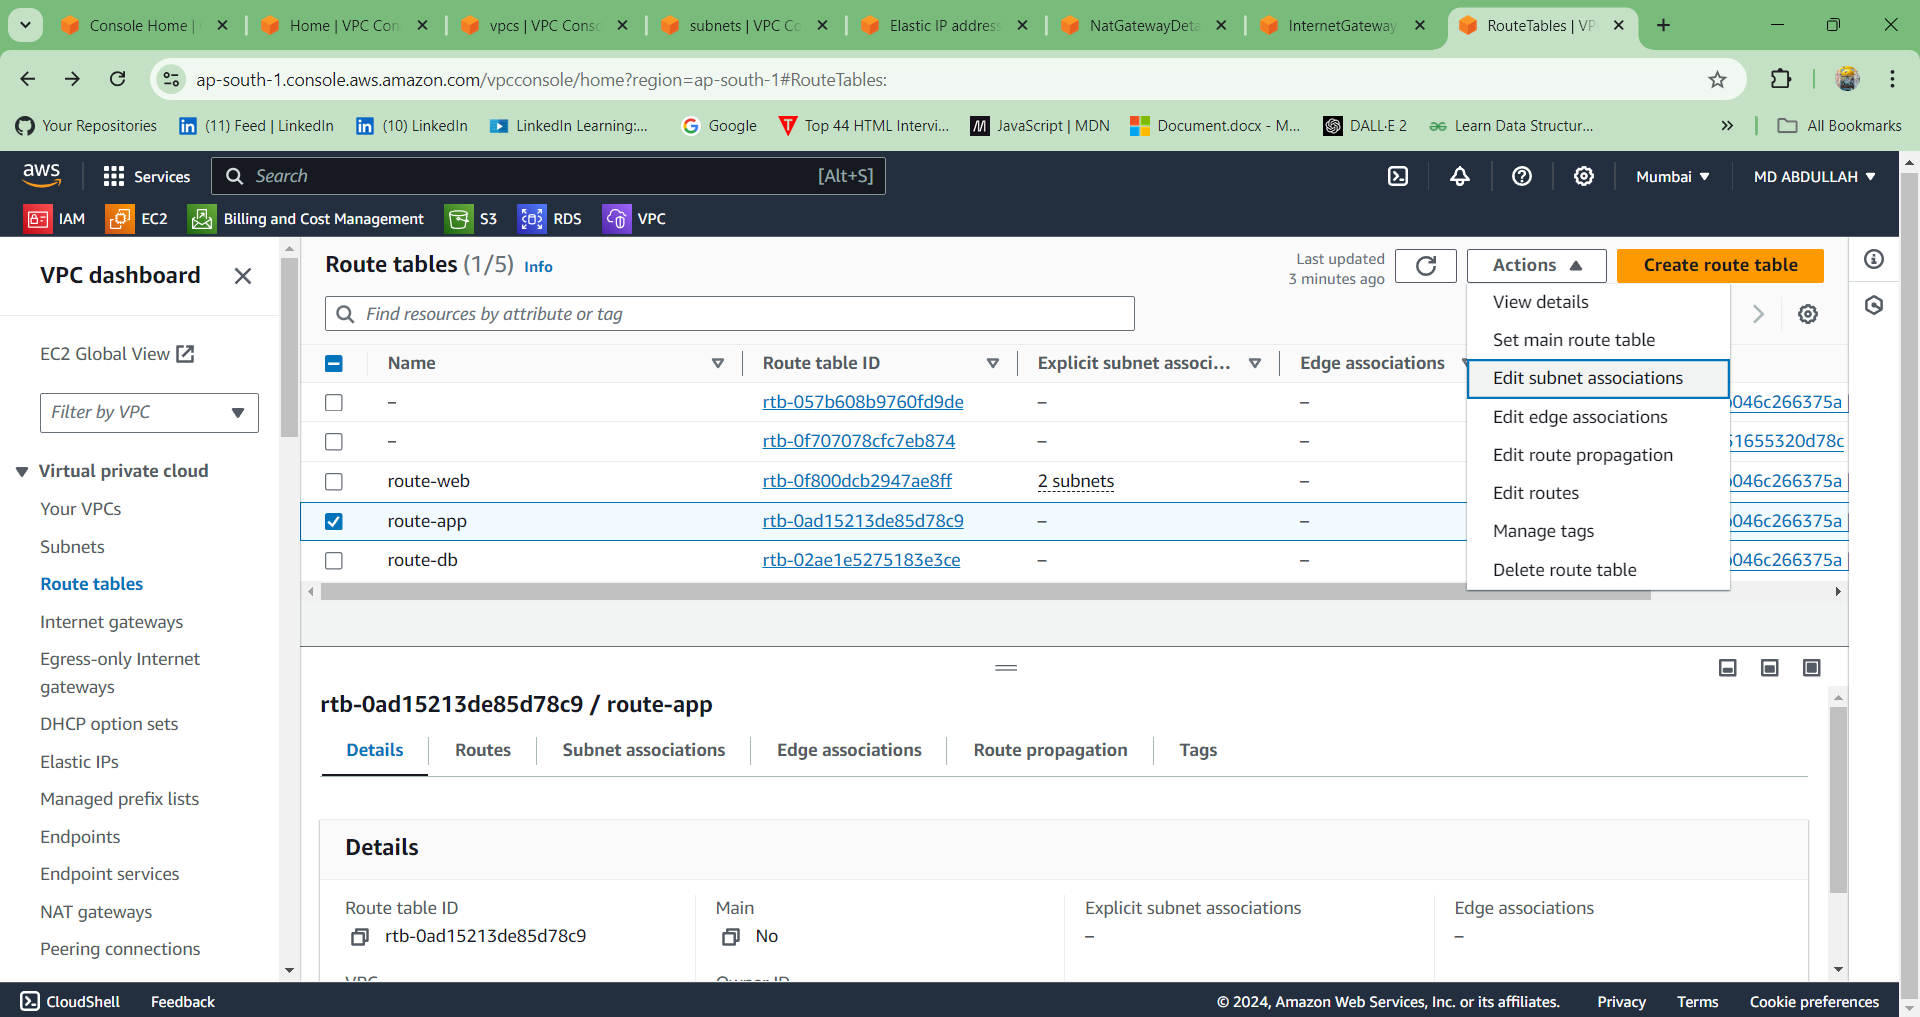 Console Home |
Home | VPC Con
vpcs | VPC Conso
subnets | VPC Co
Elastic IP address
NatGatewayDeta
InternetGateway
RouteTables | VP
ap-south-1.console.aws.amazon.com/vpcconsole/home?region=ap-south-1#RouteTables:
Your Repositories
(11) Feed | LinkedIn
(10) LinkedIn
LinkedIn Learning:...
Google
Top 44 HTML Intervi...
JavaScript | MDN
Document.docx - M...
DALL·E 2
Learn Data Structur...
All Bookmarks
aws
Services
Search
[Alt+S]
Mumbai
MD ABDULLAH
IAM
EC2
Billing and Cost Management
S3
RDS
VPC
VPC dashboard
EC2 Global View
Filter by VPC
Virtual private cloud
Your VPCs
Subnets
Route tables
Internet gateways
Egress-only Internet
gateways
DHCP option sets
Elastic IPs
Managed prefix lists
Endpoints
Endpoint services
NAT gateways
Peering connections
Route tables (1/5) Info
Last updated
3 minutes ago
Actions
Create route table
Find resources by attribute or tag
View details
Set main route table
Edit subnet associations
Edit edge associations
Edit route propagation
Edit routes
Manage tags
Delete route table
Name
Route table ID
Explicit subnet associ...
Edge associations
– rtb-057b608b9760fd9de – – 046c266375a
– rtb-0f707078cfc7eb874 – – 51655320d78c
route-web rtb-0f800dcb2947ae8ff 2 subnets – 046c266375a
route-app rtb-0ad15213de85d78c9 – – 046c266375a
route-db rtb-02ae1e5275183e3ce – – 046c266375a
rtb-0ad15213de85d78c9 / route-app
Details
Routes
Subnet associations
Edge associations
Route propagation
Tags
Details
Route table ID
rtb-0ad15213de85d78c9
Main
No
Explicit subnet associations
–
Edge associations
–
VPC
Owner ID
CloudShell
Feedback
© 2024, Amazon Web Services, Inc. or its affiliates.
Privacy
Terms
Cookie preferences